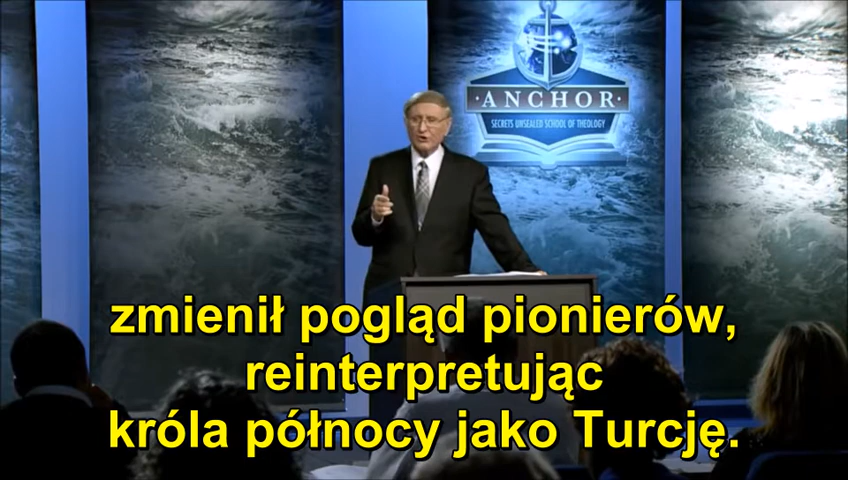 ·ANCHOR·
SECRETS UNSEALED SCHOOL OF THEOLOGY
zmienił pogląd pionierów,
reinterpretując
króla północy jako Turcję.